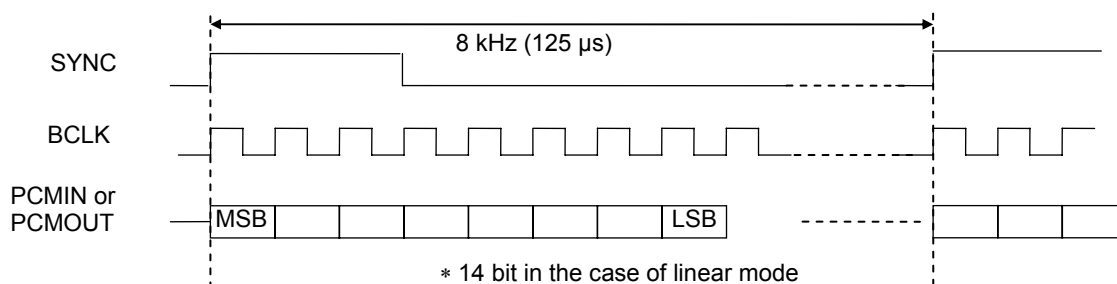 8 kHz (125 µs)
SYNC
BCLK
PCMIN or
PCMOUT
MSB
LSB
∗ 14 bit in the case of linear mode